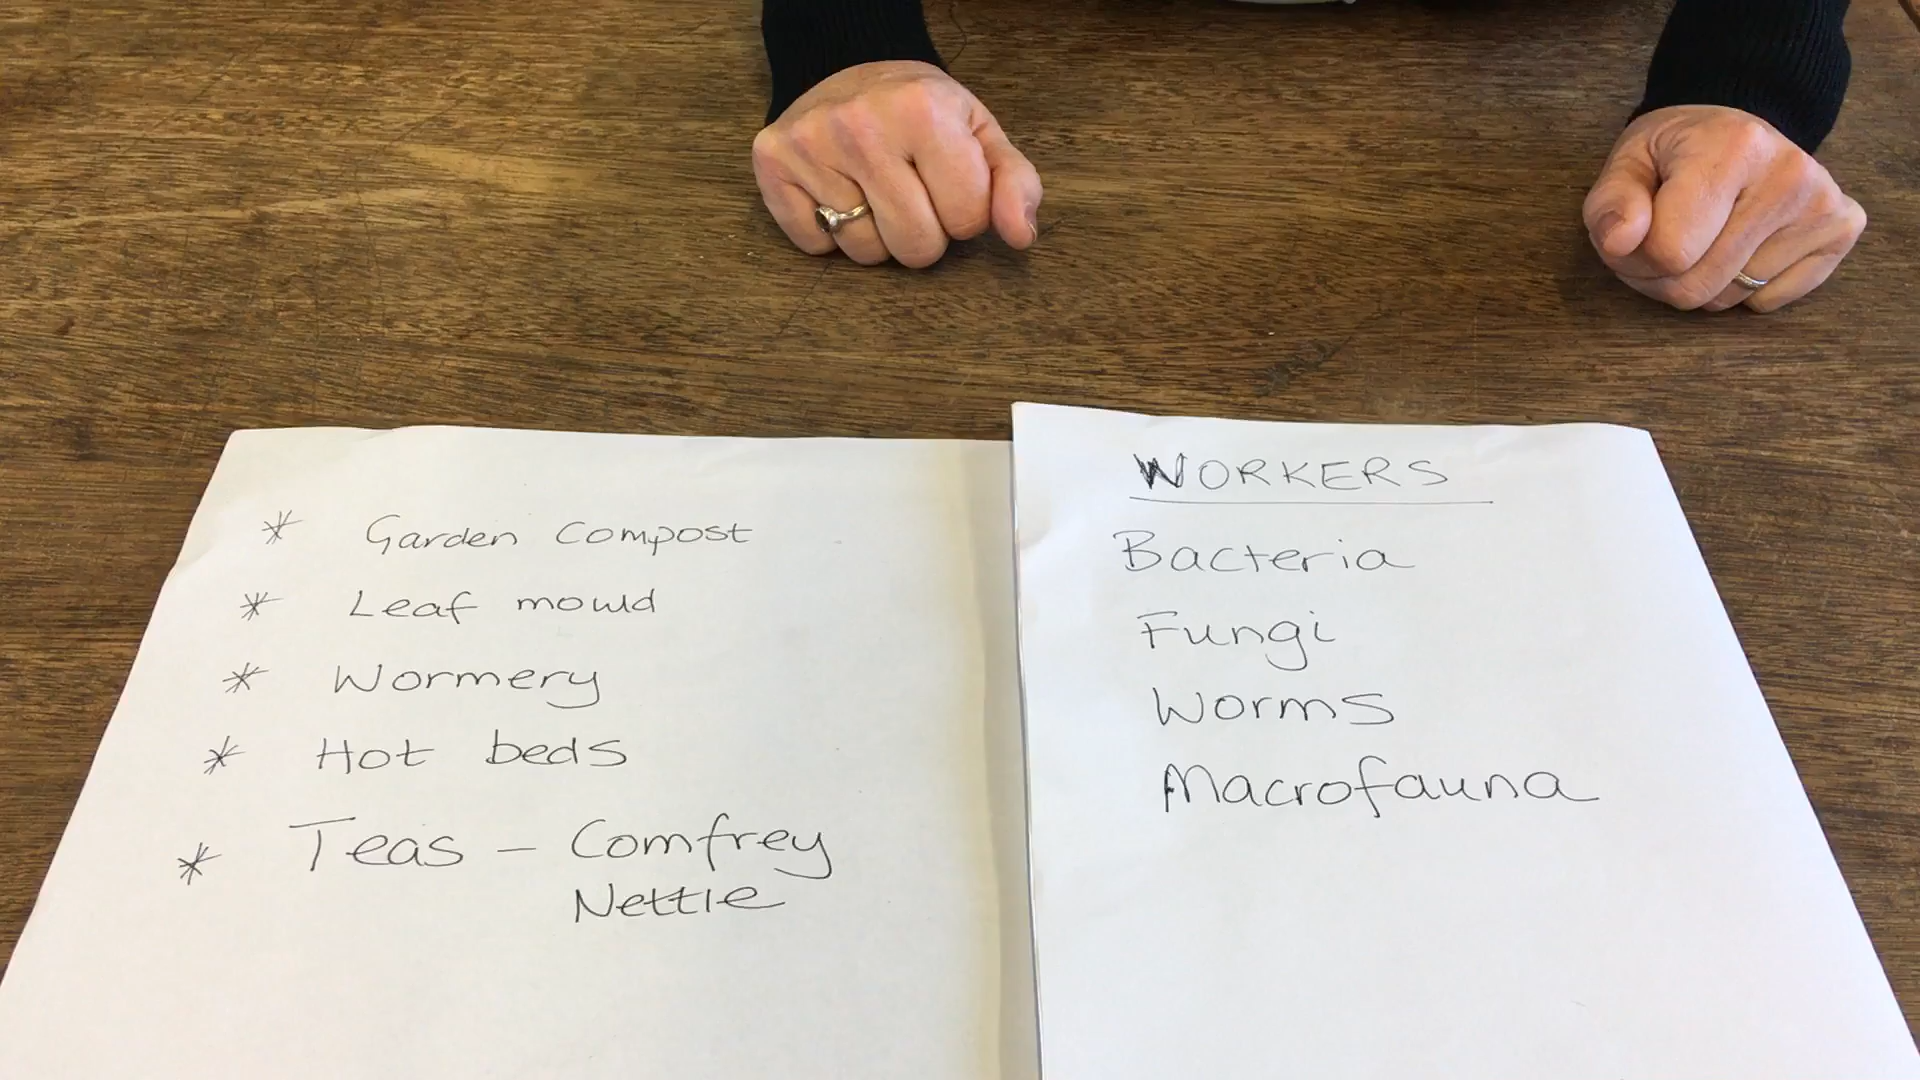 * Garden compost
* Leaf mould
* Wormery
* Hot beds
* Teas - Comfrey
Nettle
WORKERS
Bacteria
Fungi
Worms
Macrofauna